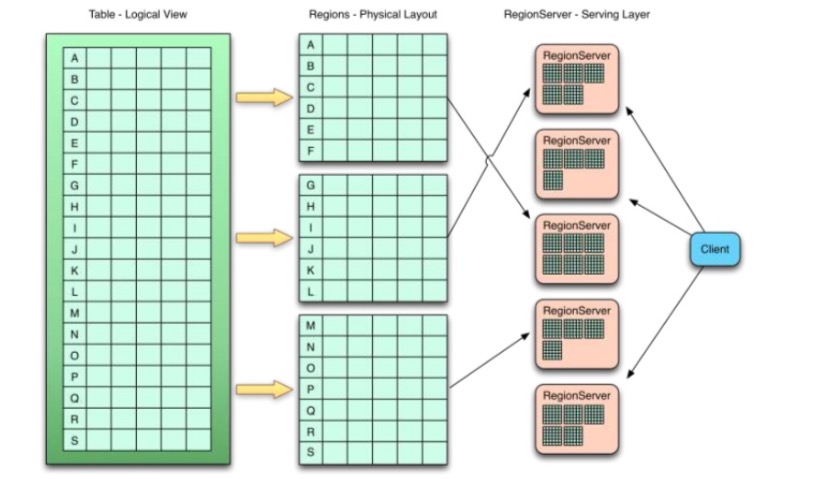 Table - Logical View
Regions - Physical Layout
RegionServer - Serving Layer
A
B
C
D
E
F
G
H
I
J
K
L
M
N
O
P
Q
R
S
A
B
C
D
E
F
G
H
I
J
K
L
M
N
O
P
Q
R
S
RegionServer
RegionServer
RegionServer
RegionServer
RegionServer
Client